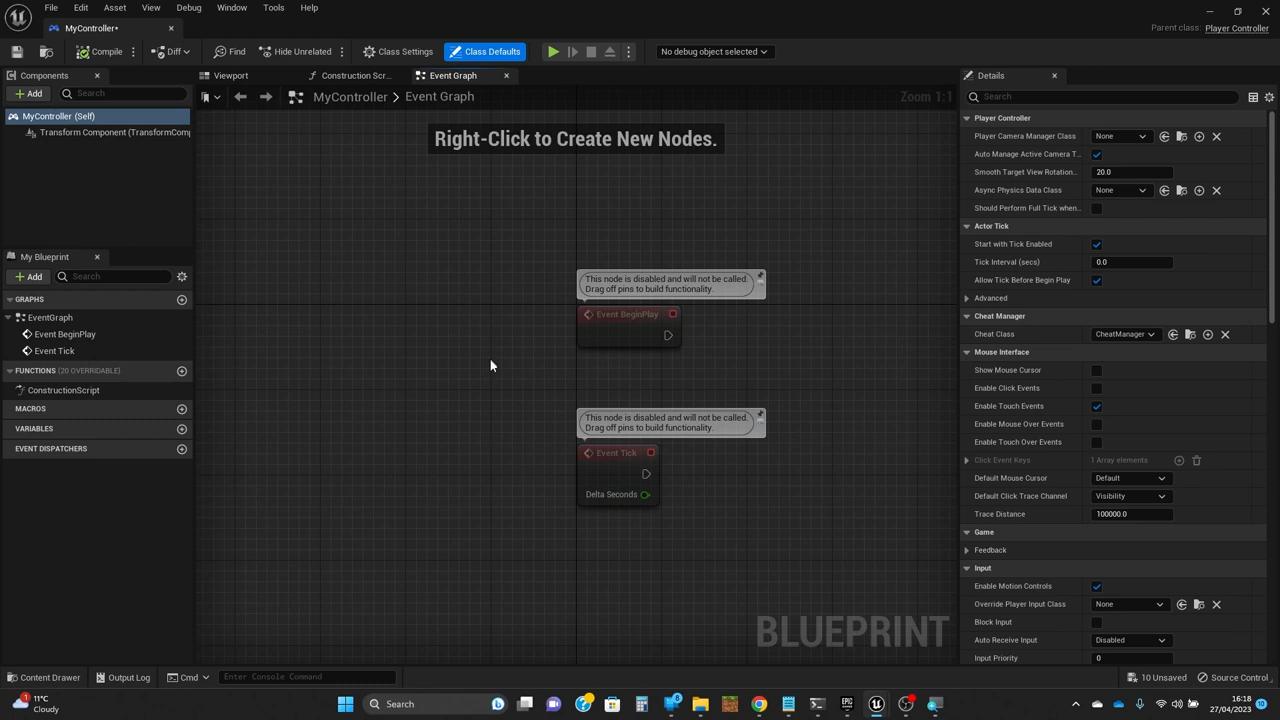 File Edit Asset View Debug Window Tools Help
MyController*
Parent class: Player Controller
Compile Diff Find Hide Unrelated Class Settings Class Defaults No debug object selected
Components
Viewport Construction Scr... Event Graph
Details
Add Search
MyController > Event Graph Zoom 1:1
Search
MyController (Self)
Transform Component (TransformComp
Right-Click to Create New Nodes.
Player Controller
Player Camera Manager Class None
Auto Manage Active Camera T...
Smooth Target View Rotation... 20.0
Async Physics Data Class None
Should Perform Full Tick when...
Actor Tick
Start with Tick Enabled
Tick Interval (secs) 0.0
Allow Tick Before Begin Play
Advanced
Cheat Manager
Cheat Class CheatManager
Mouse Interface
Show Mouse Cursor
Enable Click Events
Enable Touch Events
Enable Mouse Over Events
Enable Touch Over Events
Click Event Keys 1 Array elements
Default Mouse Cursor Default
Default Click Trace Channel Visibility
Trace Distance 100000.0
Game
Feedback
Input
Enable Motion Controls
Override Player Input Class None
Block Input
Auto Receive Input Disabled
Input Priority 0
My Blueprint
Add Search
GRAPHS
EventGraph
Event BeginPlay
Event Tick
FUNCTIONS (20 OVERRIDABLE)
ConstructionScript
MACROS
VARIABLES
EVENT DISPATCHERS
This node is disabled and will not be called.
Drag off pins to build functionality.
Event BeginPlay
This node is disabled and will not be called.
Drag off pins to build functionality.
Event Tick
Delta Seconds
BLUEPRINT
Content Drawer Output Log Cmd Enter Console Command 10 Unsaved Source Control
11°C
Cloudy
Search
16:18
27/04/2023